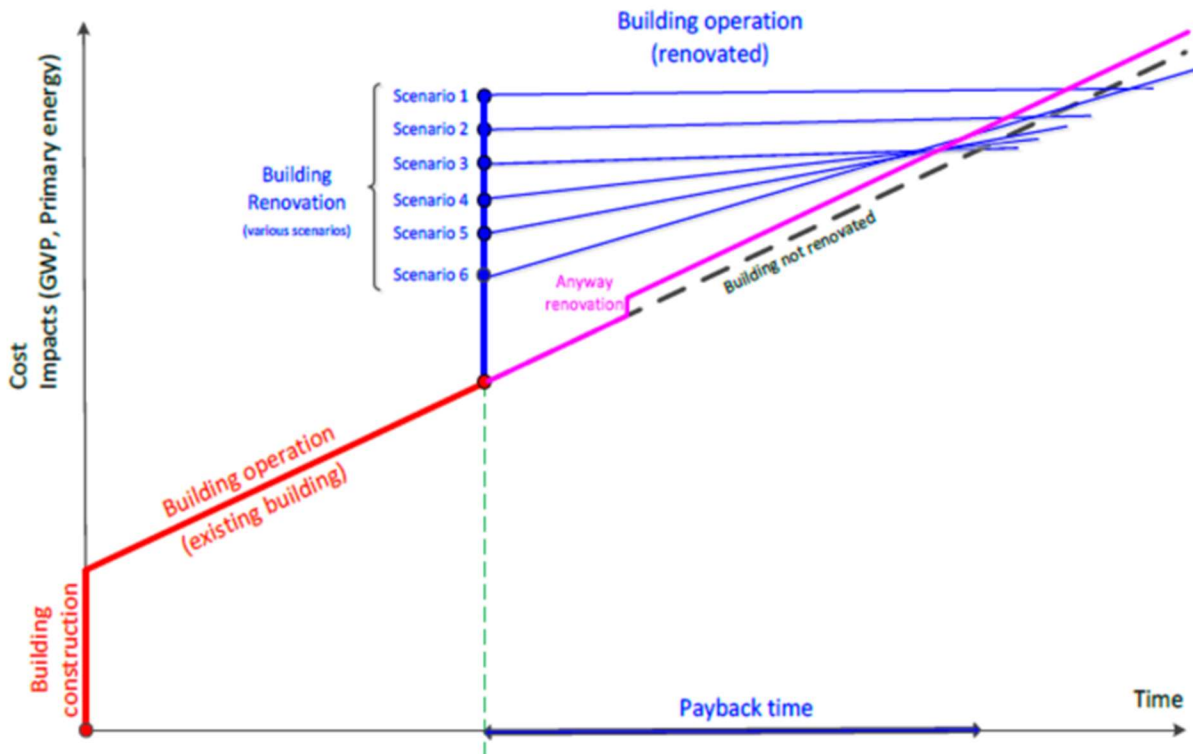 Cost
Impacts (GWP, Primary energy)
Building operation
(renovated)
Scenario 1
Scenario 2
Scenario 3
Scenario 4
Scenario 5
Scenario 6
Building
Renovation
(various scenarios)
Anyway
renovation
Building not renovated
Building operation
(existing building)
Building
construction
Payback time
Time